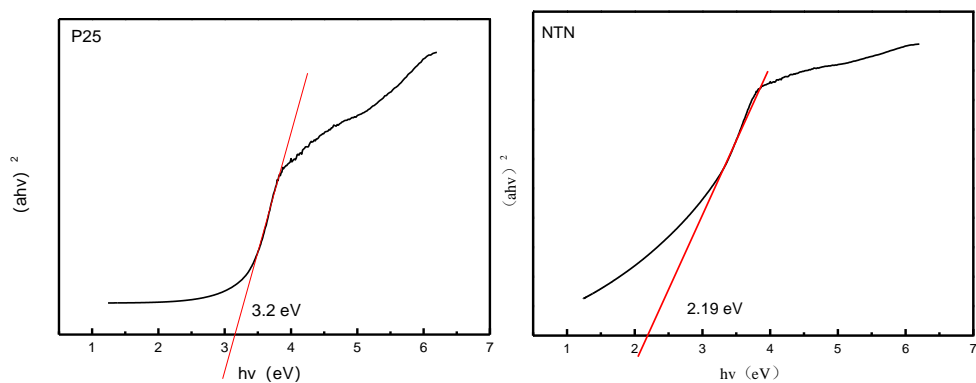 P25
(ahv) ²
3.2 eV
1 2 3 4 5 6 7
hv (eV)
NTN
(ahv) ²
2.19 eV
1 2 3 4 5 6 7
hv (eV)